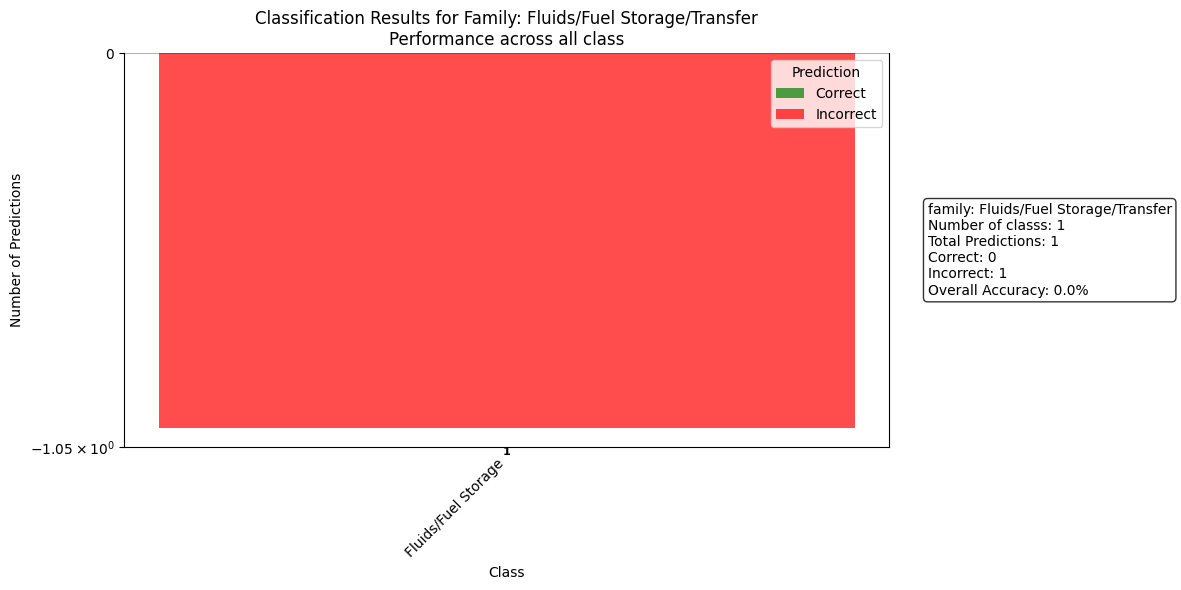 Classification Results for Family: Fluids/Fuel Storage/Transfer
Performance across all class
0
Prediction
Correct
Incorrect
Number of Predictions
family: Fluids/Fuel Storage/Transfer
Number of classs: 1
Total Predictions: 1
Correct: 0
Incorrect: 1
Overall Accuracy: 0.0%
−1.05 × 10⁰
1
Fluids/Fuel Storage
Class